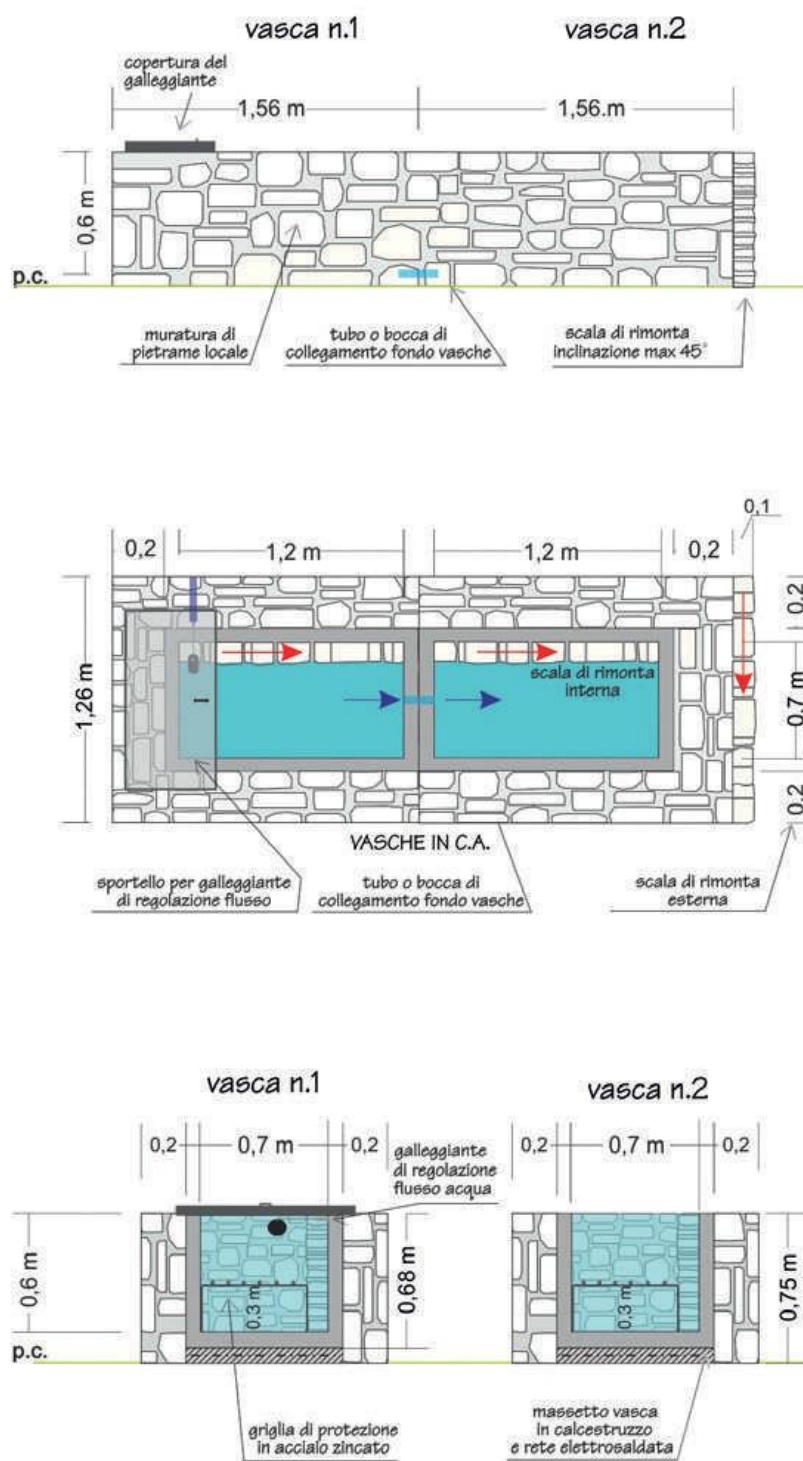 vasca n.1
vasca n.2
copertura del
galleggiante
1,56 m
1,56.m
0,6 m
p.c.
muratura di
pietrame locale
tubo o bocca di
collegamento fondo vasche
scala di rimonta
inclinazione max 45°
0,1
0,2
1,2 m
1,2 m
0,2
0,2
1,26 m
scala di rimonta
interna
0,7 m
0,2
VASCHE IN C.A.
sportello per galleggiante
di regolazione flusso
tubo o bocca di
collegamento fondo vasche
scala di rimonta
esterna
vasca n.1
vasca n.2
0,2
0,7 m
0,2
galleggiante
di regolazione
flusso acqua
0,2
0,7 m
0,2
0,6 m
0,3 m
0,68 m
0,3 m
0,75 m
p.c.
griglia di protezione
in acciaio zincato
massetto vasca
in calcestruzzo
e rete elettrosaldata